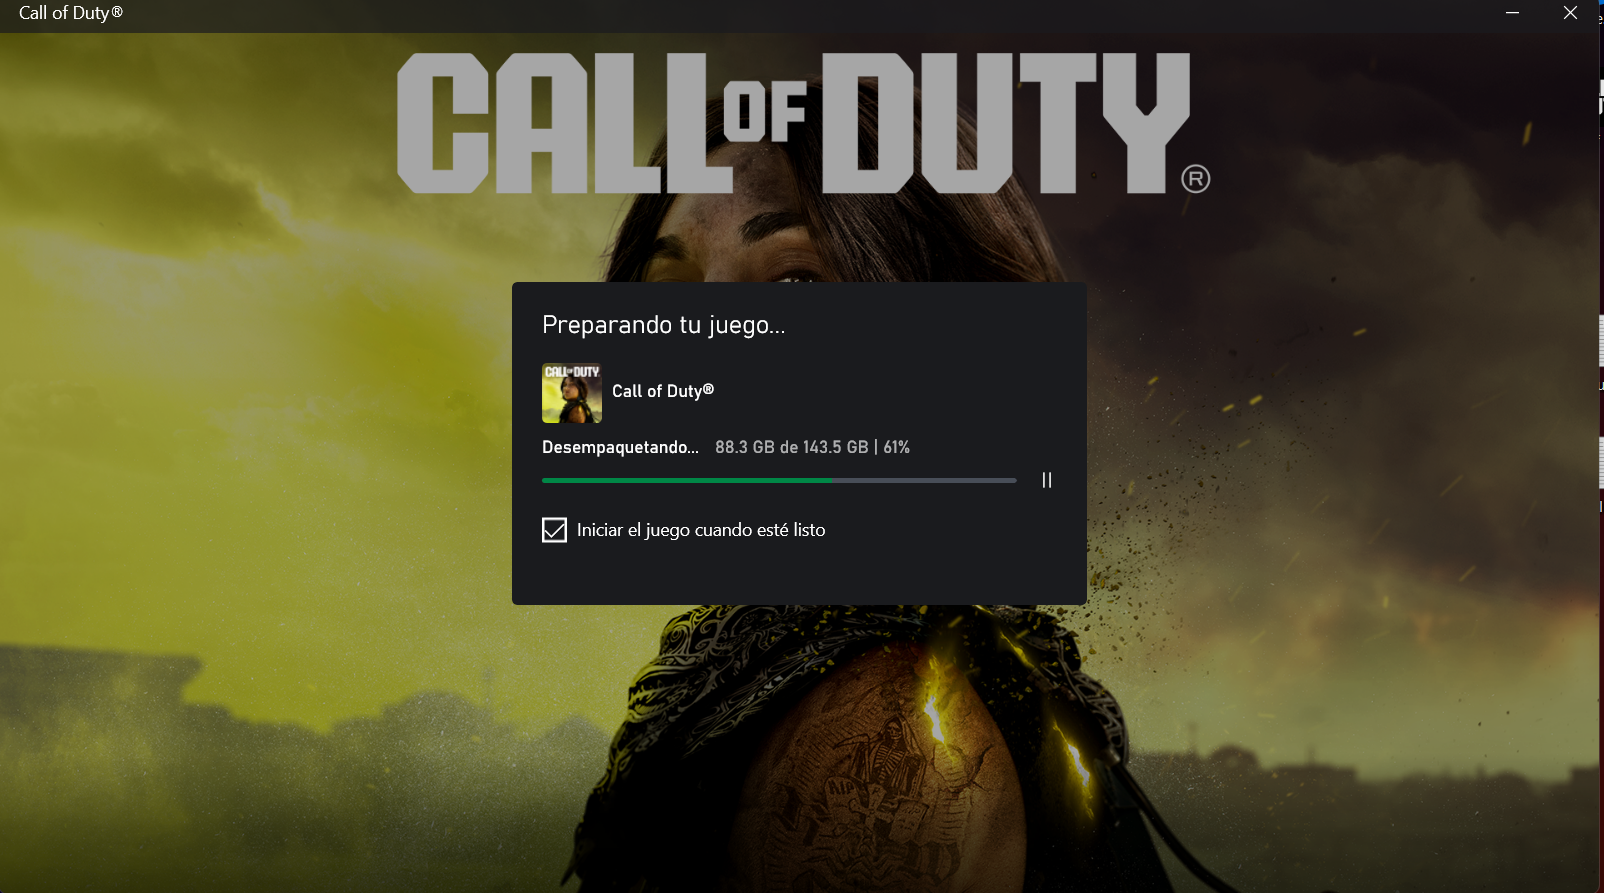 Call of Duty®
CALL OF DUTY®
Preparando tu juego...
CALL OF DUTY
Call of Duty®
Desempaquetando... 88.3 GB de 143.5 GB | 61%
Iniciar el juego cuando esté listo
RIP